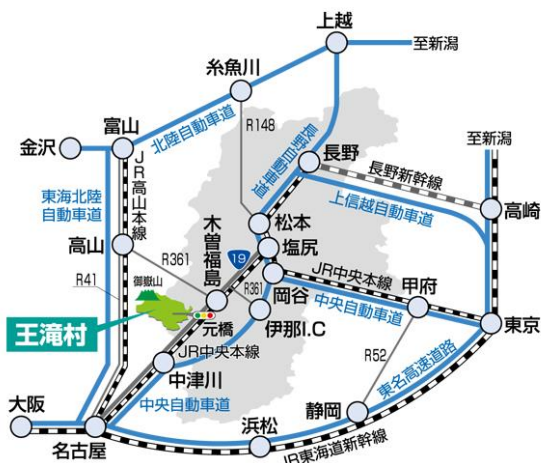 上越
至新潟
糸魚川
北陸自動車道
富山
金沢
R148
長野自動車道
長野
至新潟
長野新幹線
上信越自動車道
高崎
東海北陸
自動車道
JR高山本線
高山
R361
木曽福島
松本
19
塩尻
R41
御嶽山
R361
岡谷
JR中央本線
甲府
中央自動車道
東京
王滝村
元橋
伊那I.C
JR中央本線
中津川
R52
中央自動車道
静岡
東名高速道路
大阪
名古屋
浜松
JR東海道新幹線